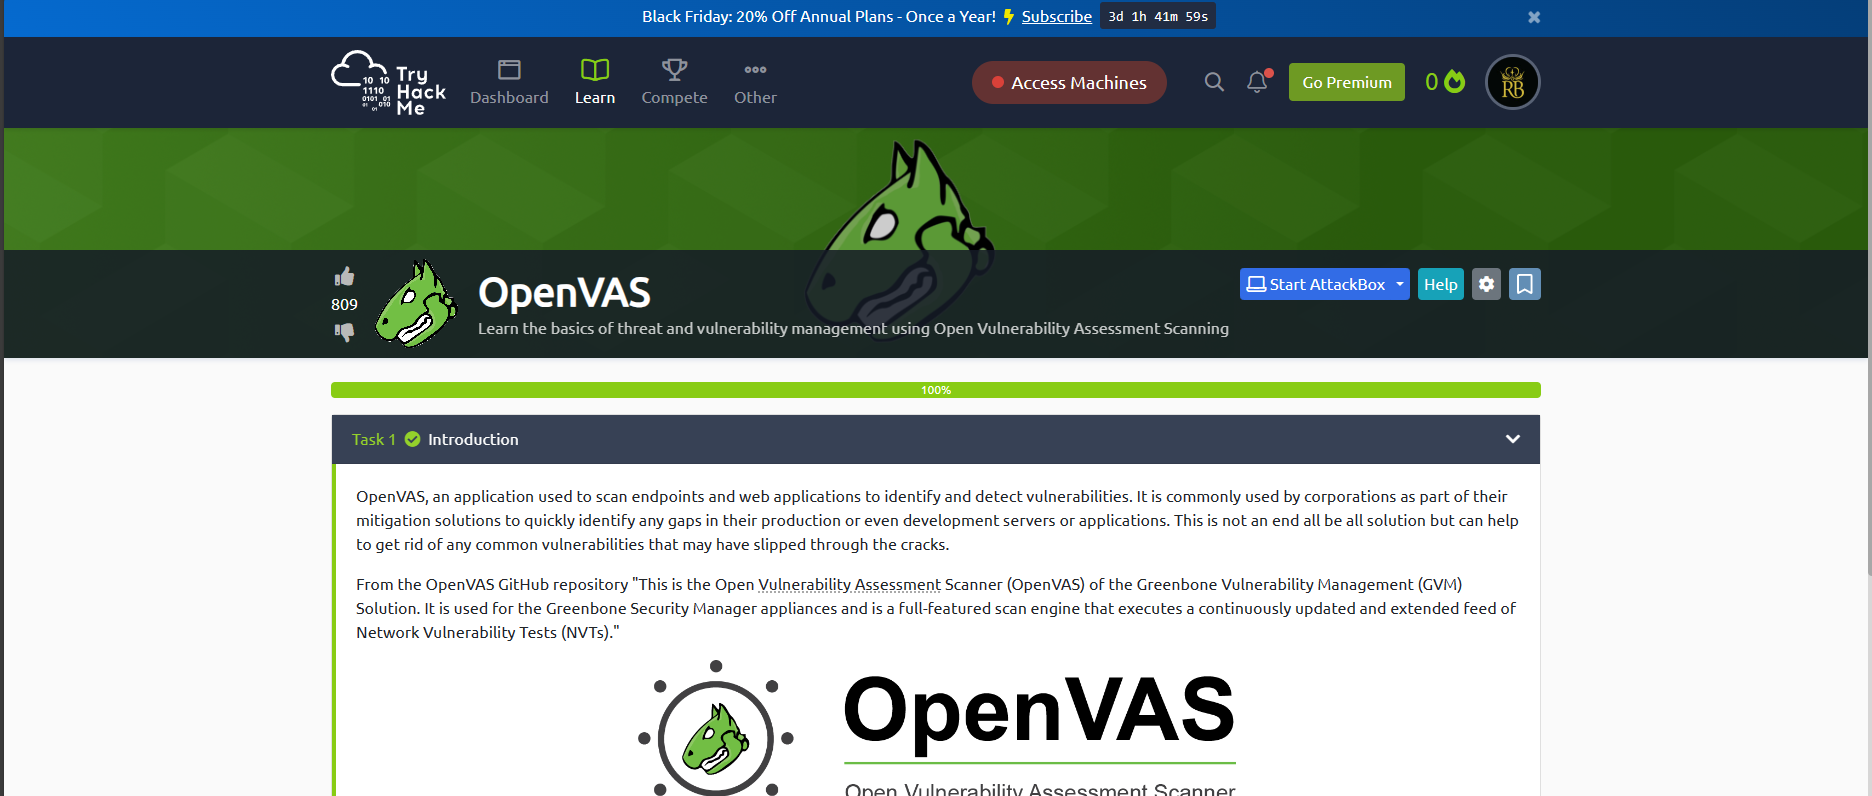 Black Friday: 20% Off Annual Plans - Once a Year! ⚡ Subscribe 3d 1h 41m 59s
Try
Hack
Me
10 10
1110
0101 01
01 010
01
Dashboard
Learn
Compete
Other
Access Machines
Go Premium
0
RB
809
OpenVAS
Learn the basics of threat and vulnerability management using Open Vulnerability Assessment Scanning
Start AttackBox
Help
100%
Task 1 Introduction
OpenVAS, an application used to scan endpoints and web applications to identify and detect vulnerabilities. It is commonly used by corporations as part of their
mitigation solutions to quickly identify any gaps in their production or even development servers or applications. This is not an end all be all solution but can help
to get rid of any common vulnerabilities that may have slipped through the cracks.
From the OpenVAS GitHub repository "This is the Open Vulnerability Assessment Scanner (OpenVAS) of the Greenbone Vulnerability Management (GVM)
Solution. It is used for the Greenbone Security Manager appliances and is a full-featured scan engine that executes a continuously updated and extended feed of
Network Vulnerability Tests (NVTs)."
OpenVAS
Open Vulnerability Assessment Scanner